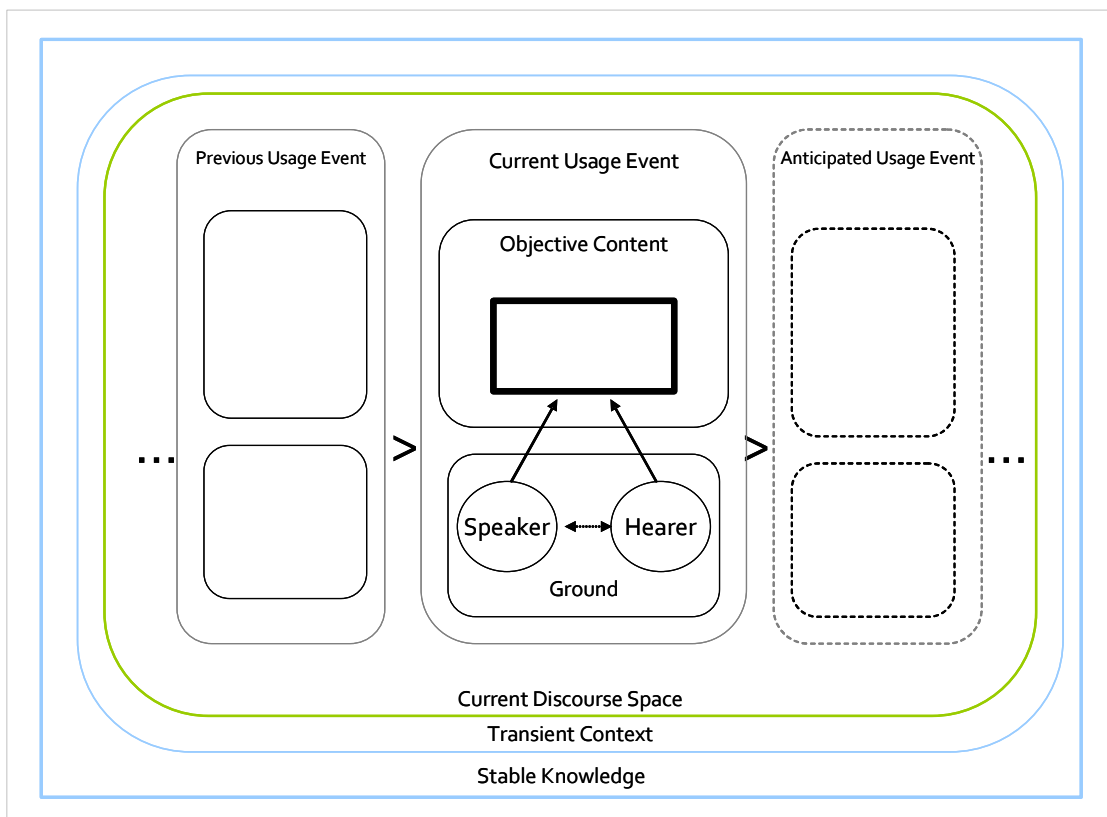 Previous Usage Event
Current Usage Event
Anticipated Usage Event
Objective Content
...
>
>
...
Speaker
Hearer
Ground
Current Discourse Space
Transient Context
Stable Knowledge